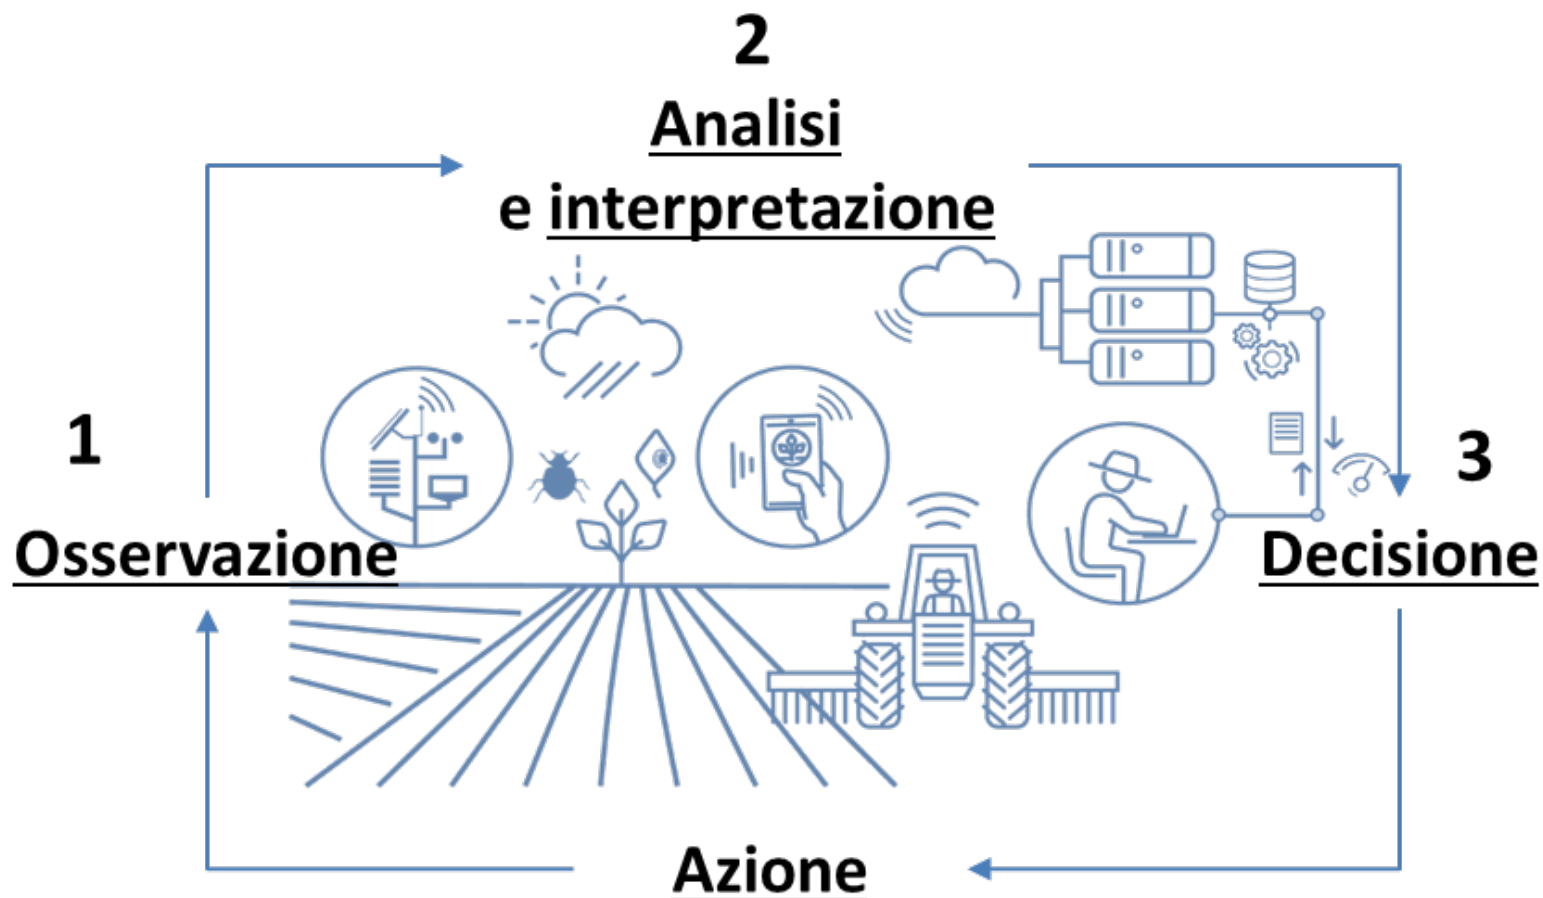 2
Analisi
e interpretazione
1
Osservazione
3
Decisione
Azione